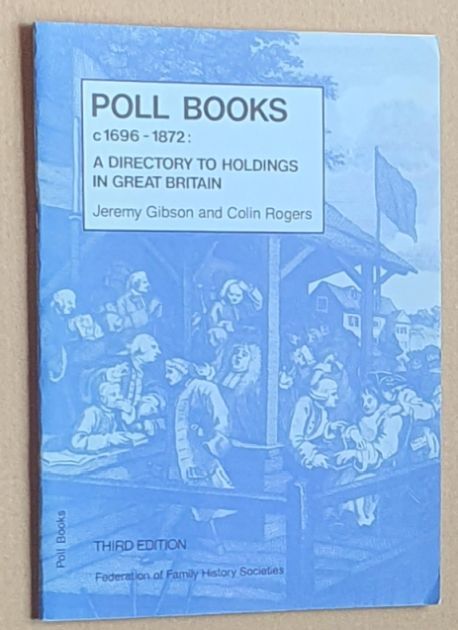 POLL BOOKS
c1696-1872:
A DIRECTORY TO HOLDINGS
IN GREAT BRITAIN
Jeremy Gibson and Colin Rogers
Poll Books
THIRD EDITION
Federation of Family History Societies